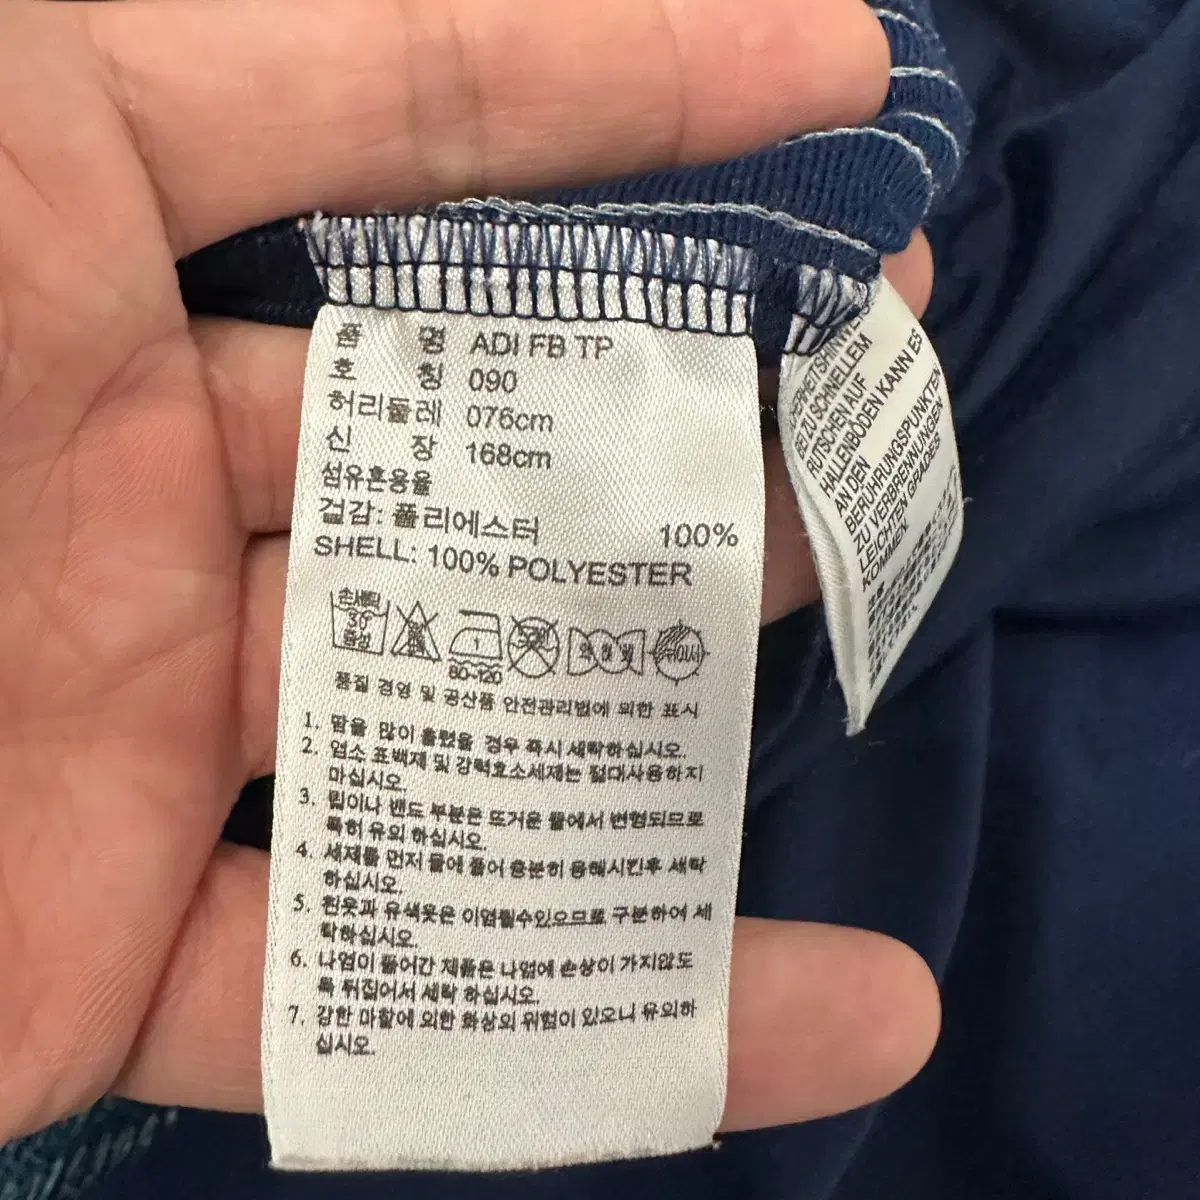 품 명 ADI FB TP
호 칭 090
허리둘레 076cm
신 장 168cm
섬유혼용율
겉감: 폴리에스터 100%
SHELL: 100% POLYESTER
손세탁
30°
중성
80~120
품질 경영 및 공산품 안전관리법에 의한 표시
1. 땀을 많이 흘렸을 경우 즉시 세탁하십시오.
2. 염소 표백제 및 강력효소세제는 절대사용하지
마십시오.
3. 립이나 밴드 부분은 뜨거운 물에서 변형되므로
특히 유의 하십시오.
4. 세제를 먼저 물에 풀어 충분히 용해시킨후 세탁
하십시오.
5. 흰옷과 유색옷은 이염될수있으므로 구분하여 세
탁하십시오.
6. 나염이 들어간 제품은 나염에 손상이 가지않도
록 뒤집어서 세탁 하십시오.
7. 강한 마찰에 의한 화상의 위험이 있으니 유의하
십시오.
BEI ZU SCHNELLEM
RUTSCHEN AUF
HALLENBÖDEN KANN ES
AN DEN
BERÜHRUNGSPUNKTEN
ZU VERBRENNUNGEN
LEICHTEN GRADES
KOMMEN.